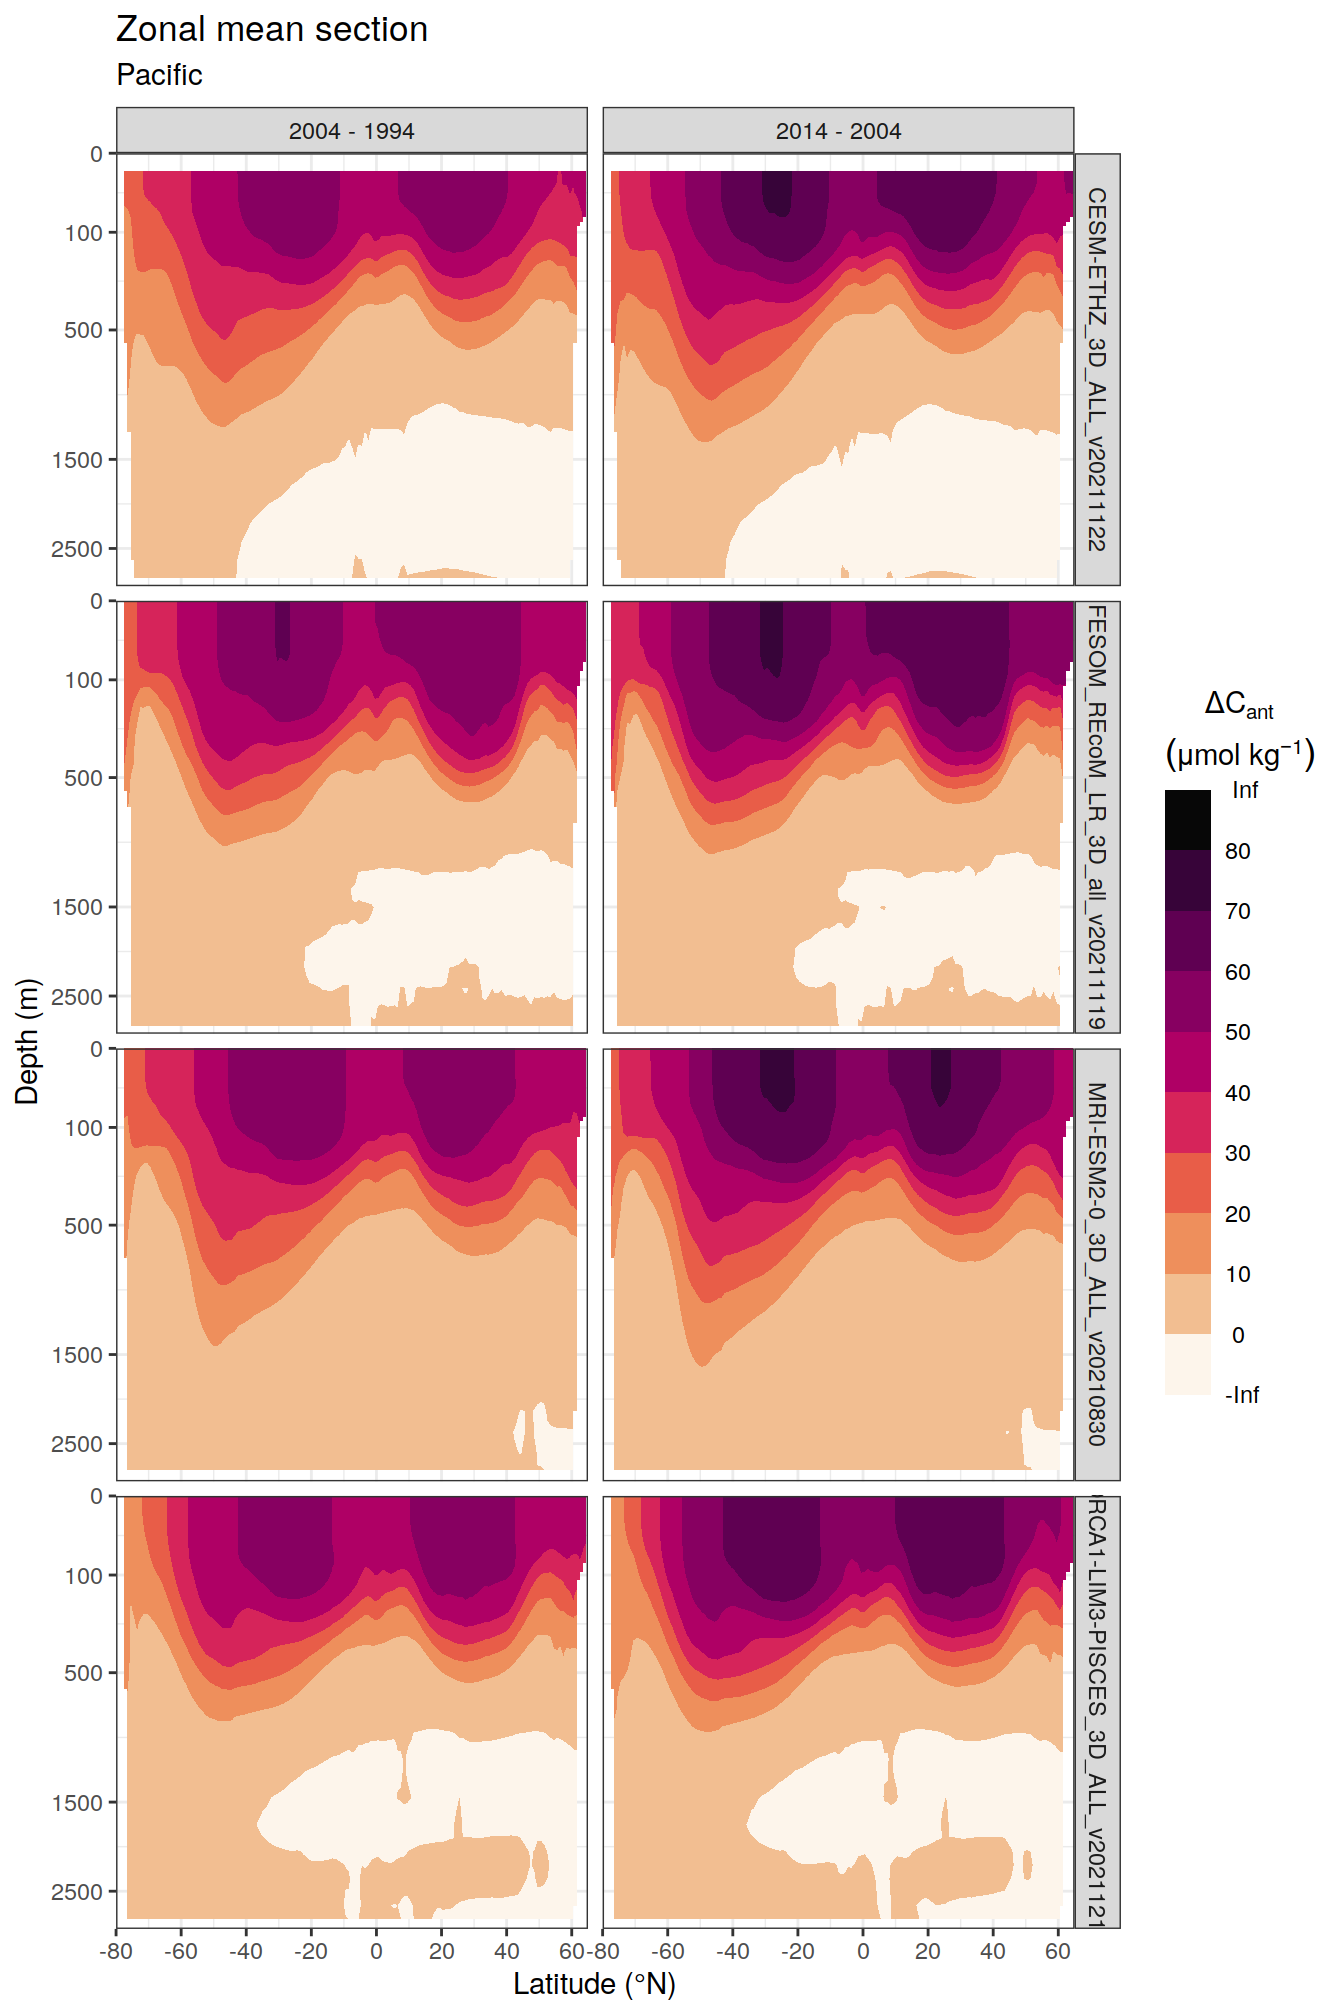 Zonal mean section
Pacific
2004 - 1994
2014 - 2004
0
100
500
1500
2500
CESM-ETHZ_3D_ALL_v20211122
0
100
500
1500
2500
FESOM_REcoM_LR_3D_all_v20211119
0
100
500
1500
2500
MRI-ESM2-0_3D_ALL_v20210830
0
100
500
1500
2500
RCA1-LIM3-PISCES_3D_ALL_v2021121
-80 -60 -40 -20 0 20 40 60
-80 -60 -40 -20 0 20 40 60
Latitude (°N)
Depth (m)
ΔCant
(μmol kg−1)
Inf
80
70
60
50
40
30
20
10
0
-Inf